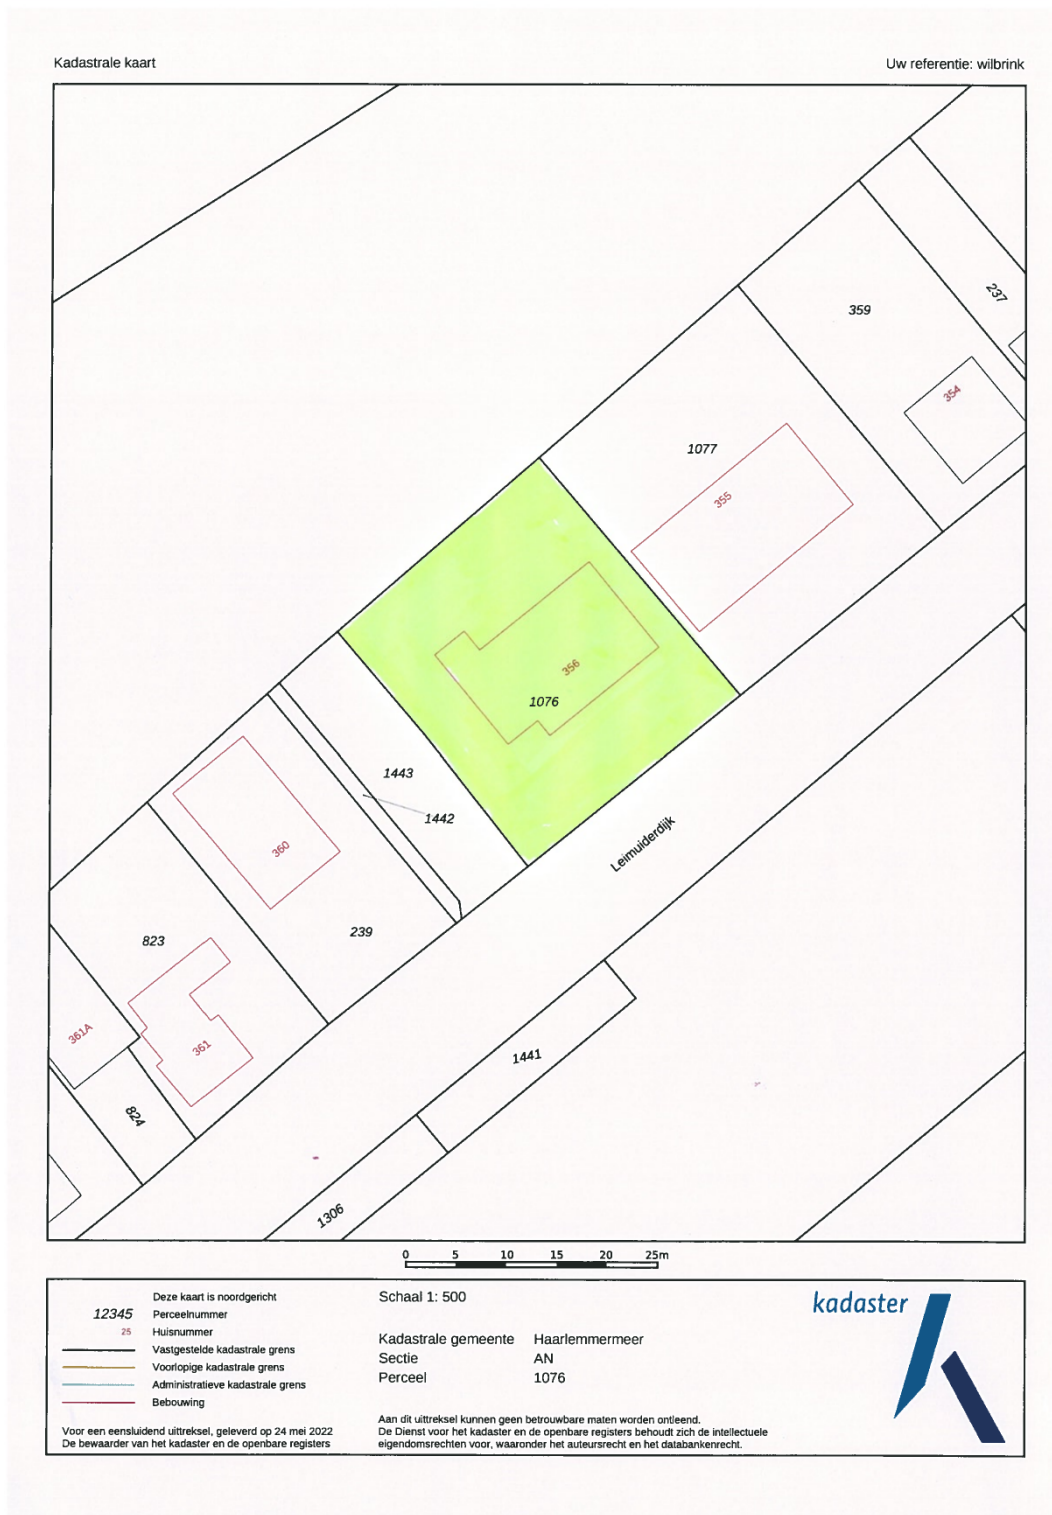 Kadastrale kaart
Uw referentie: wilbrink
237
359
354
1077
355
356
1076
1443
1442
Leimuiderdijk
360
239
823
361A
361
1441
824
1306
0 5 10 15 20 25m
Deze kaart is noordgericht
12345 Perceelnummer
25 Huisnummer
Vastgestelde kadastrale grens
Voorlopige kadastrale grens
Administratieve kadastrale grens
Bebouwing
Voor een eensluidend uittreksel, geleverd op 24 mei 2022
De bewaarder van het kadaster en de openbare registers
Schaal 1: 500
Kadastrale gemeente Haarlemmermeer
Sectie AN
Perceel 1076
Aan dit uittreksel kunnen geen betrouwbare maten worden ontleend.
De Dienst voor het kadaster en de openbare registers behoudt zich de intellectuele
eigendomsrechten voor, waaronder het auteursrecht en het databankenrecht.
kadaster